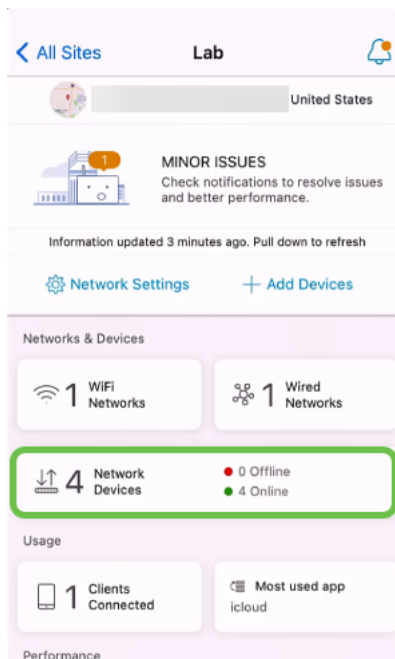 All Sites Lab
United States
1
MINOR ISSUES
Check notifications to resolve issues
and better performance.
Information updated 3 minutes ago. Pull down to refresh
Network Settings + Add Devices
Networks & Devices
1 WiFi Networks
1 Wired Networks
4 Network Devices
0 Offline
4 Online
Usage
1 Clients Connected
Most used app
icloud
Performance